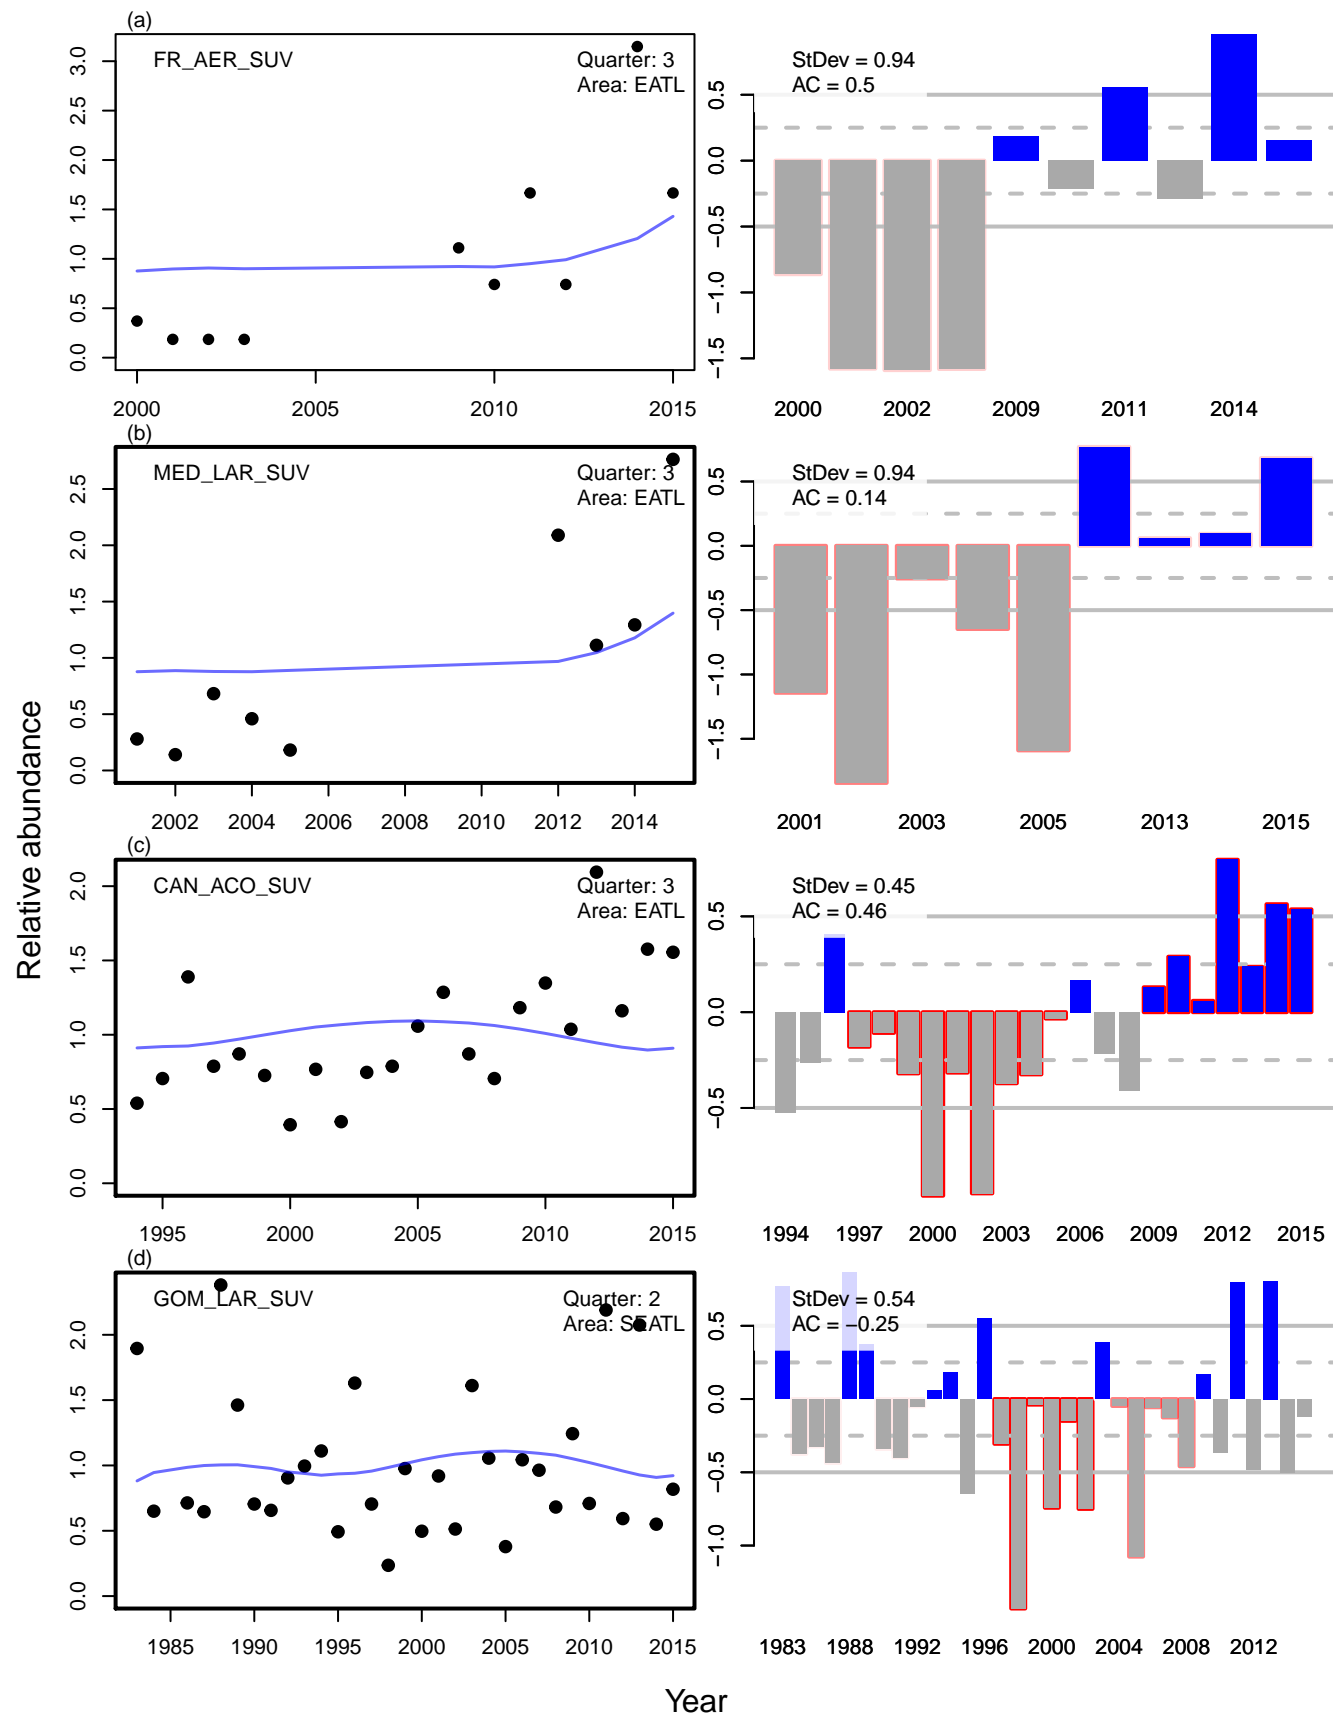 (a)
FR_AER_SUV
Quarter: 3
Area: EATL
0.0 0.5 1.0 1.5 2.0 2.5 3.0
2000 2005 2010 2015
StDev = 0.94
AC = 0.5
−1.5 −1.0 −0.5 0.0 0.5
2000 2002 2009 2011 2014
(b)
MED_LAR_SUV
Quarter: 3
Area: EATL
0.0 0.5 1.0 1.5 2.0 2.5
2002 2004 2006 2008 2010 2012 2014
StDev = 0.94
AC = 0.14
−1.5 −1.0 −0.5 0.0 0.5
2001 2003 2005 2013 2015
(c)
CAN_ACO_SUV
Quarter: 3
Area: EATL
0.0 0.5 1.0 1.5 2.0
1995 2000 2005 2010 2015
StDev = 0.45
AC = 0.46
−0.5 0.0 0.5
1994 1997 2000 2003 2006 2009 2012 2015
(d)
GOM_LAR_SUV
Quarter: 2
Area: SEATL
0.0 0.5 1.0 1.5 2.0
1985 1990 1995 2000 2005 2010 2015
StDev = 0.54
AC = −0.25
−1.0 −0.5 0.0 0.5
1983 1988 1992 1996 2000 2004 2008 2012
Relative abundance
Year